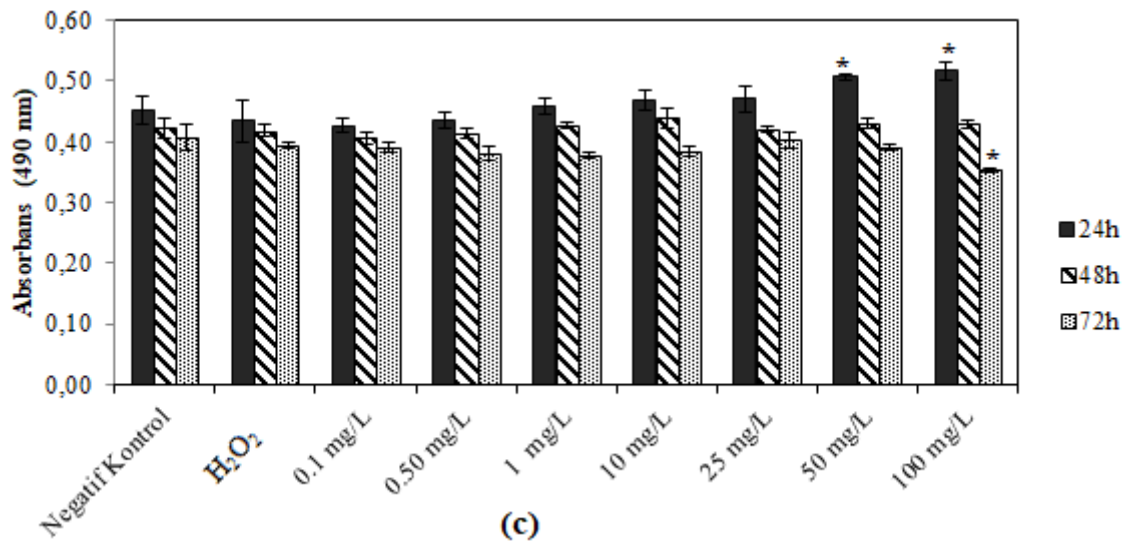 0,60
0,50
0,40
0,30
0,20
0,10
0,00
Absorbans (490 nm)
* * *
24h
48h
72h
Negatif Kontrol
H₂O₂
0.1 mg/L
0.50 mg/L
1 mg/L
10 mg/L
25 mg/L
50 mg/L
100 mg/L
(c)